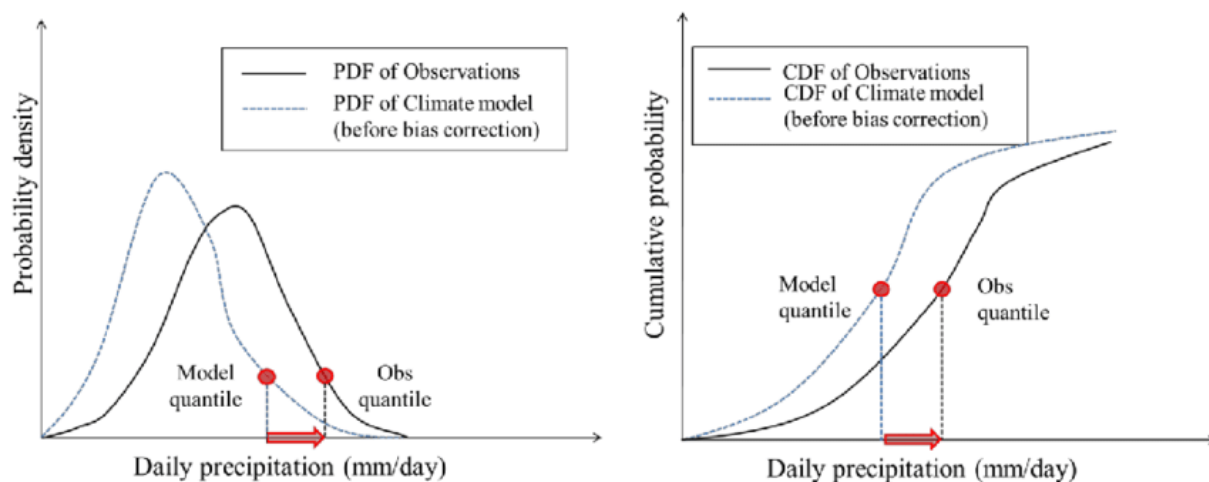 PDF of Observations
PDF of Climate model
(before bias correction)
Probability density
Model
quantile
Obs
quantile
Daily precipitation (mm/day)
CDF of Observations
CDF of Climate model
(before bias correction)
Cumulative probability
Model
quantile
Obs
quantile
Daily precipitation (mm/day)